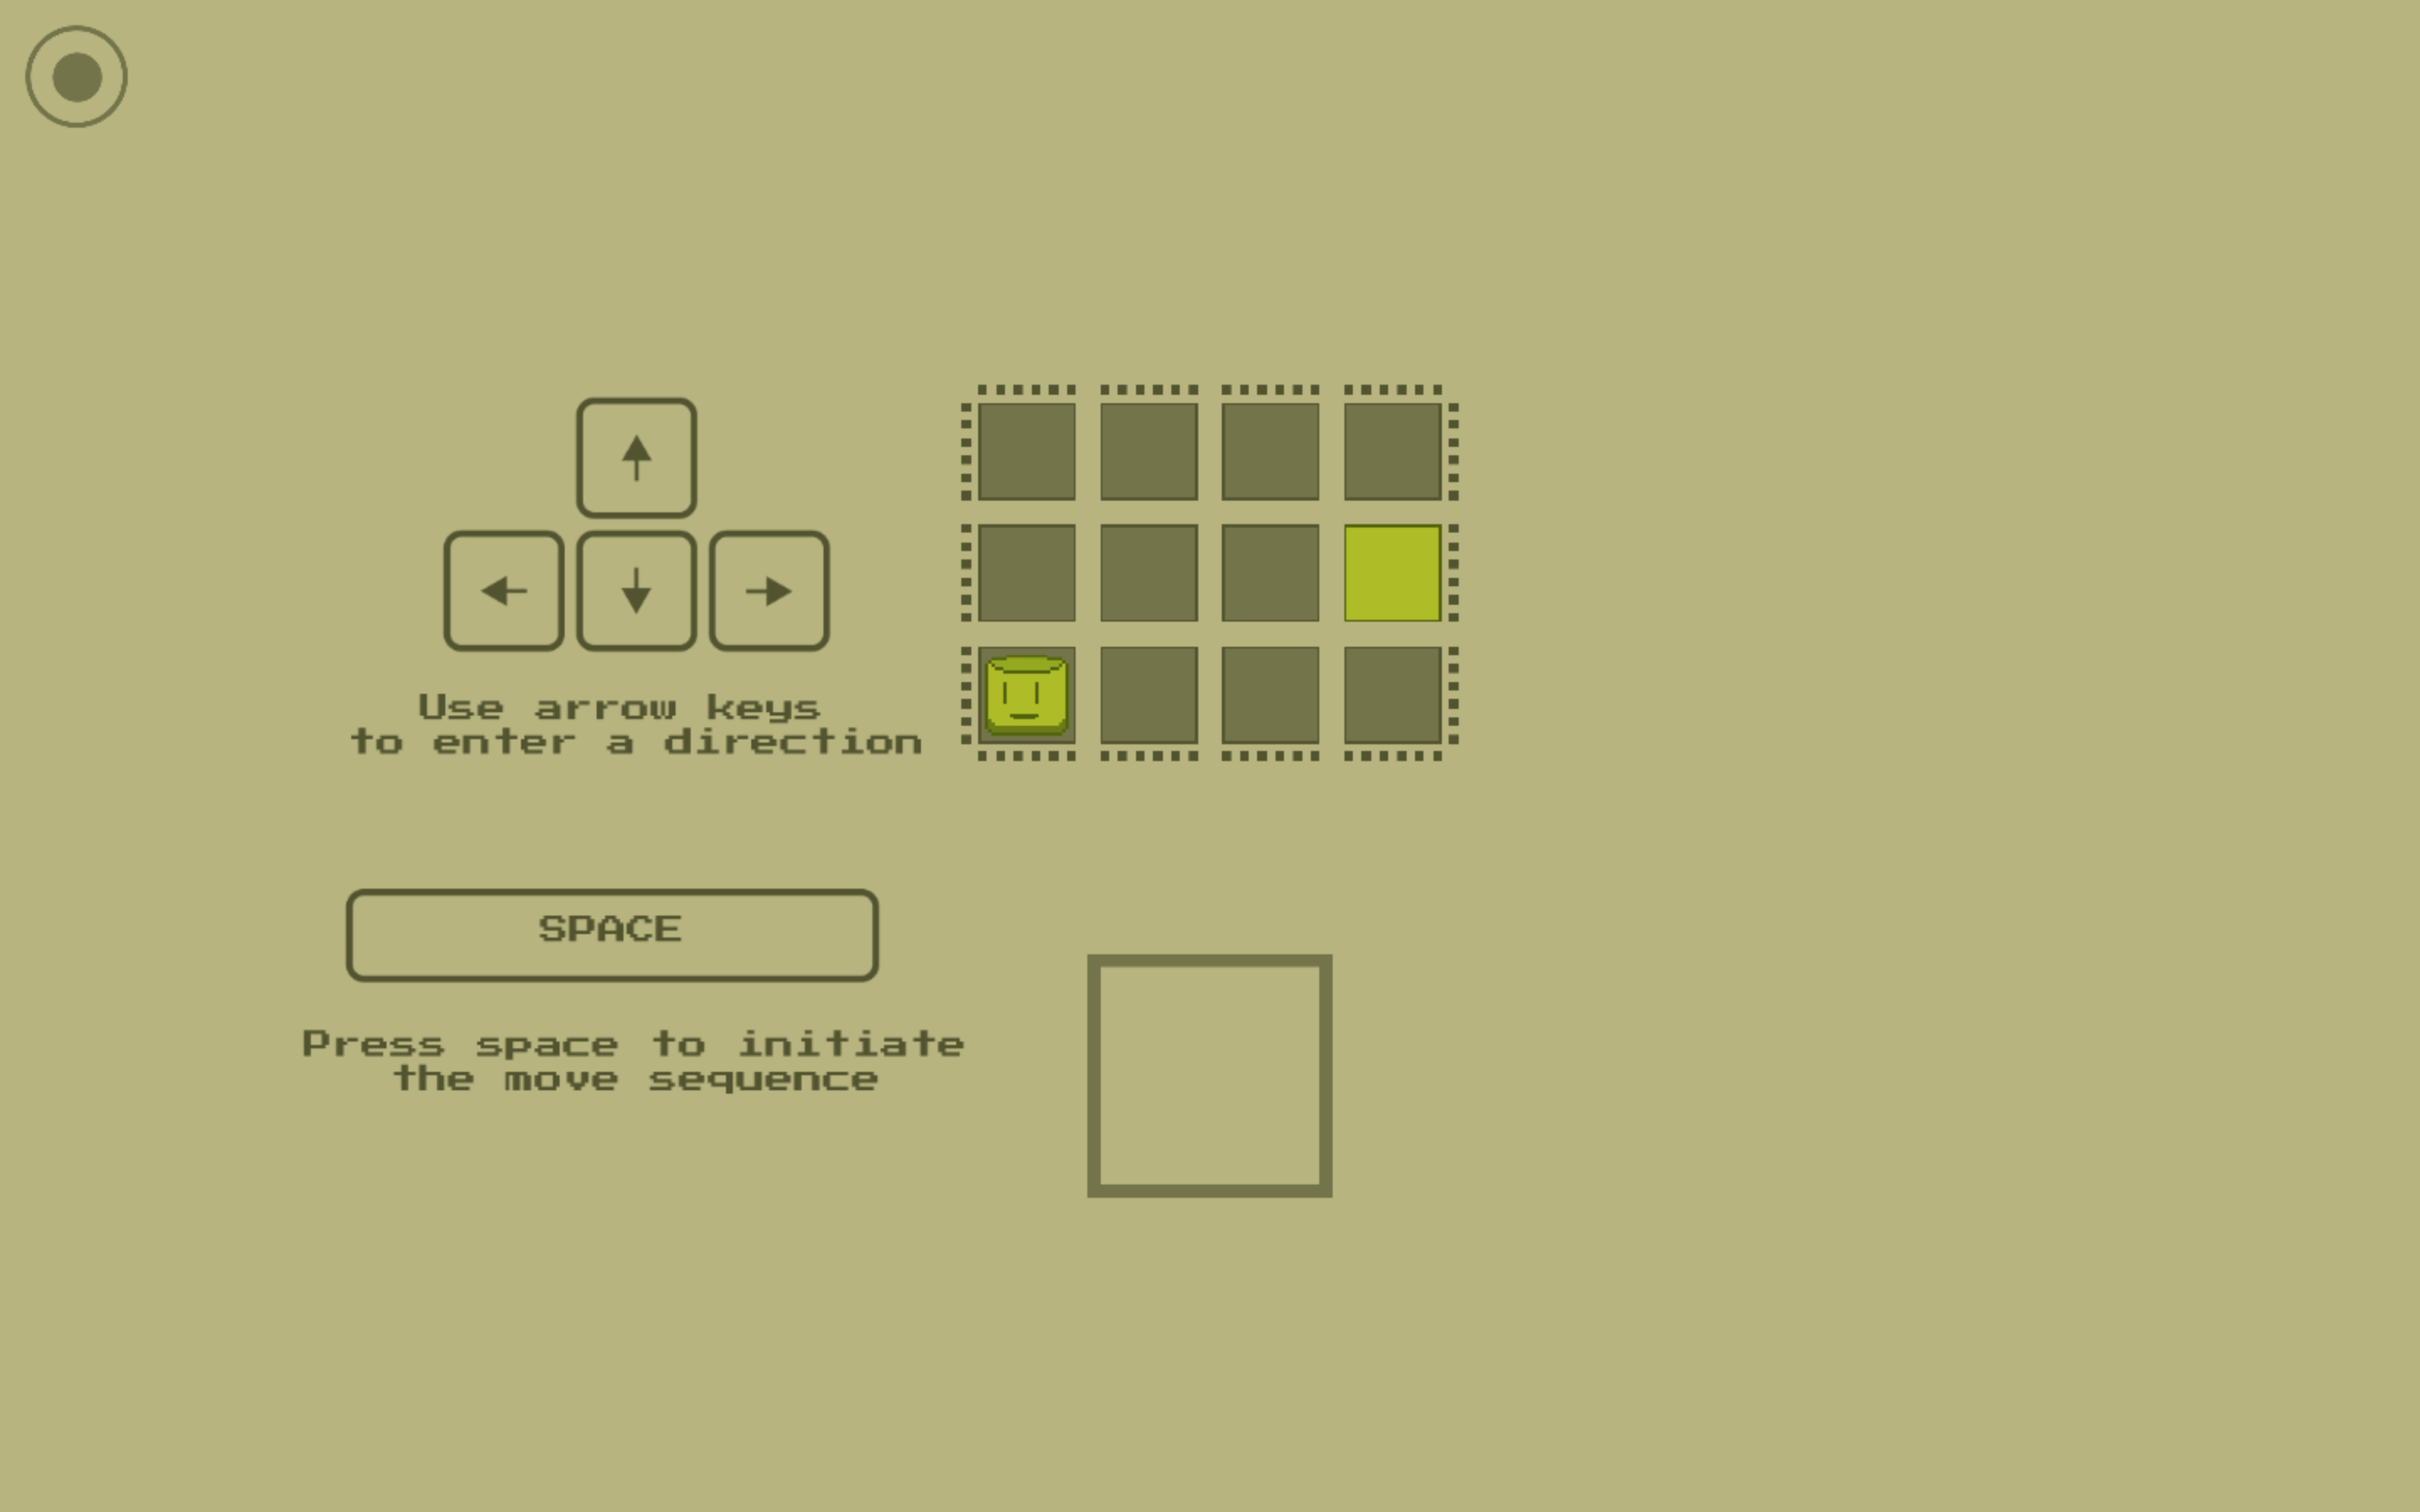 Use arrow keys
to enter a direction
SPACE
Press space to initiate
the move sequence